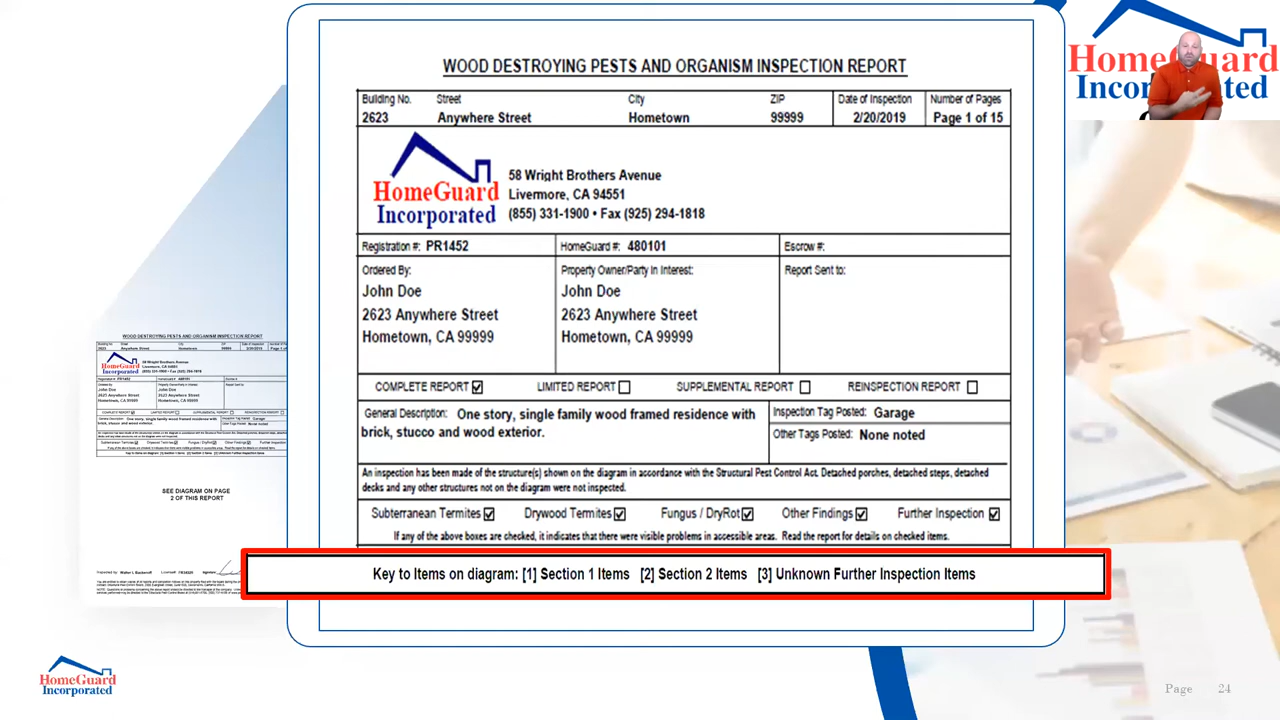 WOOD DESTROYING PESTS AND ORGANISM INSPECTION REPORT
Building No. Street City ZIP Date of Inspection Number of Pages
2623 Anywhere Street Hometown 99999 2/20/2019 Page 1 of 15
HomeGuard
Incorporated
58 Wright Brothers Avenue
Livermore, CA 94551
(855) 331-1900 • Fax (925) 294-1818
Registration #: PR1452 HomeGuard #: 480101 Escrow #:
Ordered By:
John Doe
2623 Anywhere Street
Hometown, CA 99999
Property Owner/Party In Interest:
John Doe
2623 Anywhere Street
Hometown, CA 99999
Report Sent to:
COMPLETE REPORT LIMITED REPORT SUPPLEMENTAL REPORT REINSPECTION REPORT
General Description: One story, single family wood framed residence with
brick, stucco and wood exterior.
Inspection Tag Posted: Garage
Other Tags Posted: None noted
An inspection has been made of the structure(s) shown on the diagram in accordance with the Structural Pest Control Act. Detached porches, detached steps, detached
decks and any other structures not on the diagram were not inspected.
Subterranean Termites Drywood Termites Fungus / DryRot Other Findings Further Inspection
If any of the above boxes are checked, it indicates that there were visible problems in accessible areas. Read the report for details on checked items.
Key to Items on diagram: [1] Section 1 Items [2] Section 2 Items [3] Unknown Further Inspection Items
HomeGuard
Incorporated
WOOD DESTROYING PESTS AND ORGANISM INSPECTION REPORT
HomeGuard
Incorporated
58 Wright Brothers Avenue
Livermore, CA 94551
SEE DIAGRAM ON PAGE
2 OF THIS REPORT
HomeGuard
Incorporated
Page 24